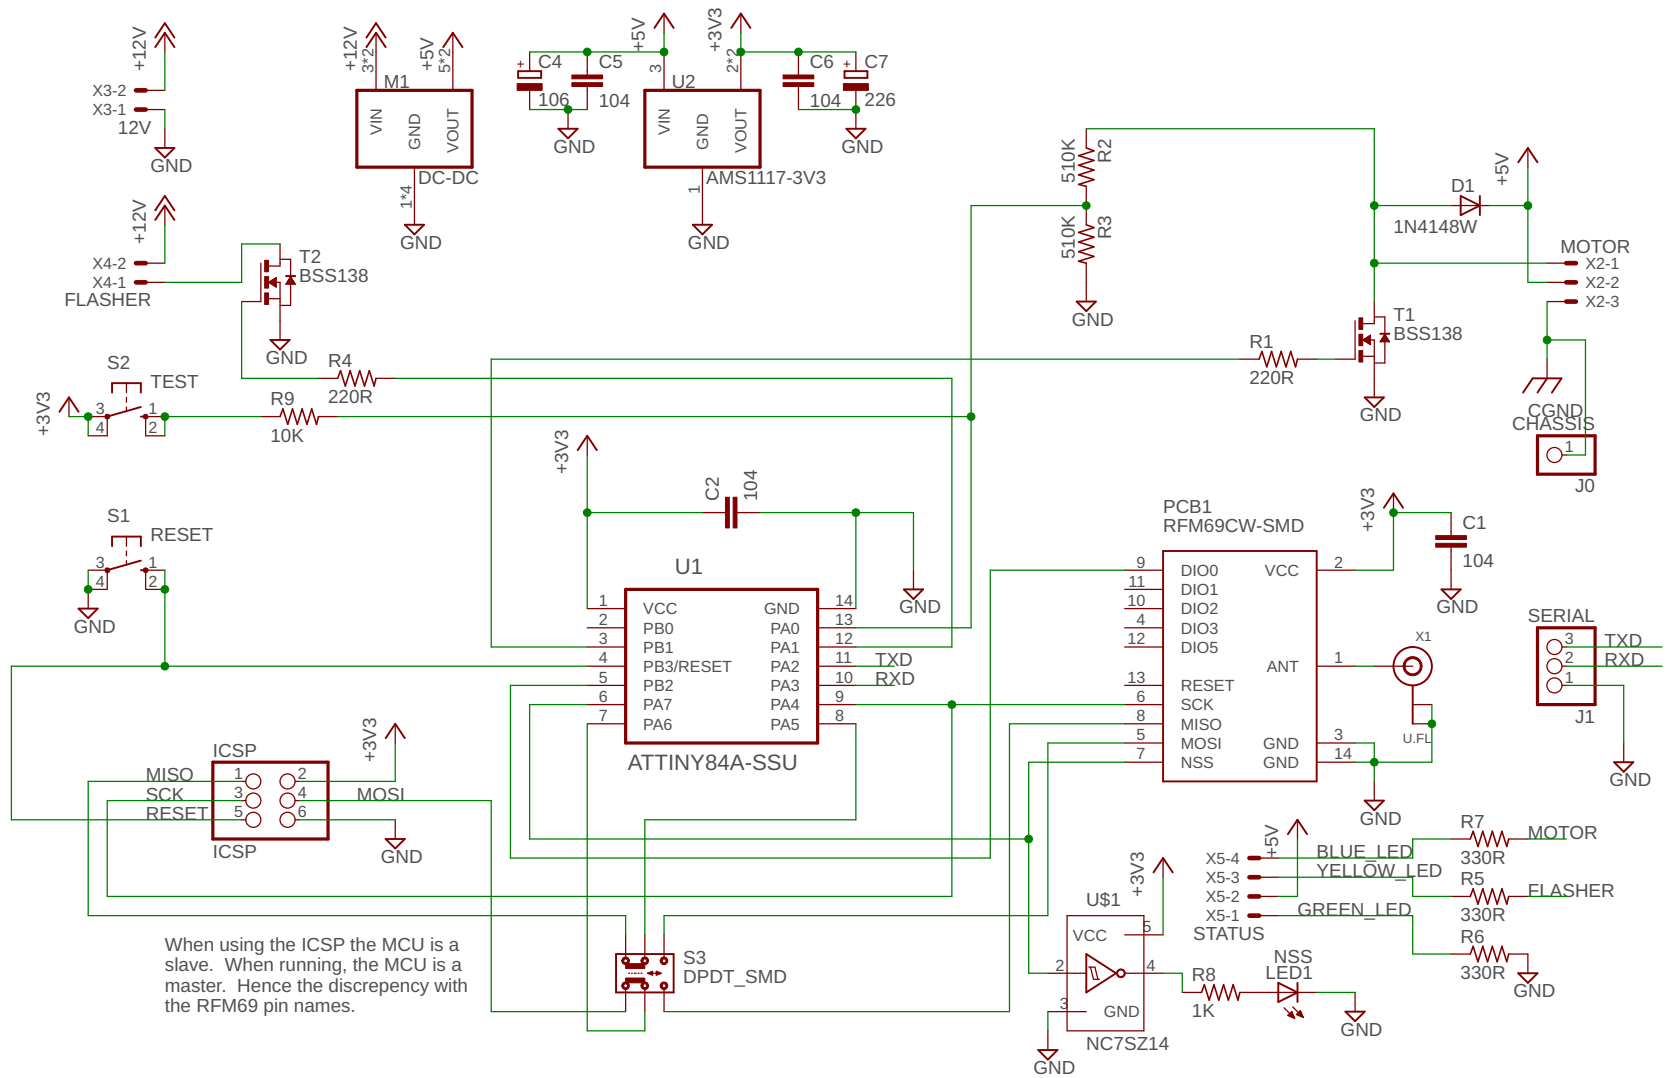 +12V
X3-2
X3-1
12V
GND
+12V
3*2
+5V
5*2
M1
VIN
GND
VOUT
DC-DC
1*4
GND
+5V
3
+3V3
2*2
C4
106
C5
104
GND
U2
VIN
GND
VOUT
AMS1117-3V3
1
GND
C6
104
C7
226
GND
+12V
X4-2
X4-1
FLASHER
T2
BSS138
GND
510K
R2
510K
R3
GND
D1
1N4148W
+5V
MOTOR
X2-1
X2-2
X2-3
T1
BSS138
GND
R1
220R
CGND
CHASSIS
1
J0
S2
TEST
+3V3
3
4
1
2
R4
220R
R9
10K
S1
RESET
3
4
1
2
GND
+3V3
C2
104
GND
U1
1
2
3
4
5
6
7
VCC
PB0
PB1
PB3/RESET
PB2
PA7
PA6
GND
PA0
PA1
PA2
PA3
PA4
PA5
14
13
12
11
10
9
8
TXD
RXD
ATTINY84A-SSU
PCB1
RFM69CW-SMD
9
11
10
4
12
13
6
8
5
7
DIO0
DIO1
DIO2
DIO3
DIO5
RESET
SCK
MISO
MOSI
NSS
VCC
ANT
GND
GND
2
1
3
14
+3V3
C1
104
GND
X1
U.FL
GND
SERIAL
3
2
1
TXD
RXD
J1
GND
ICSP
MISO
SCK
RESET
1
3
5
2
4
6
MOSI
+3V3
GND
ICSP
When using the ICSP the MCU is a
slave. When running, the MCU is a
master. Hence the discrepency with
the RFM69 pin names.
S3
DPDT_SMD
+3V3
U$1
VCC
5
2
4
3
GND
NC7SZ14
GND
R8
1K
NSS
LED1
GND
+5V
X5-4
X5-3
X5-2
X5-1
STATUS
BLUE_LED
YELLOW_LED
GREEN_LED
R7
330R
MOTOR
R5
330R
FLASHER
R6
330R
GND